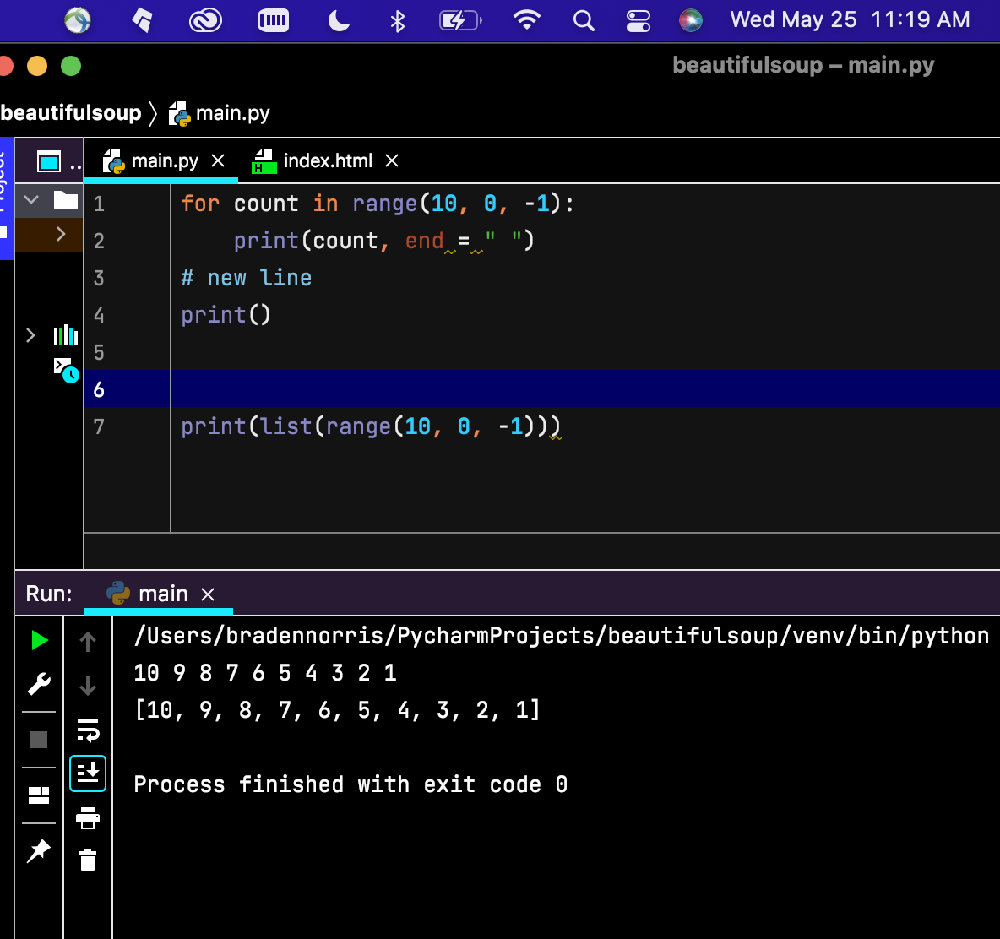 Wed May 25 11:19 AM
beautifulsoup – main.py
beautifulsoup 〉 main.py
.. main.py × index.html ×
1 for count in range(10, 0, -1):
2     print(count, end = " ")
3 # new line
4 print()
5
6
7 print(list(range(10, 0, -1)))
Run: main ×
/Users/bradennorris/PycharmProjects/beautifulsoup/venv/bin/python
10 9 8 7 6 5 4 3 2 1
[10, 9, 8, 7, 6, 5, 4, 3, 2, 1]
Process finished with exit code 0